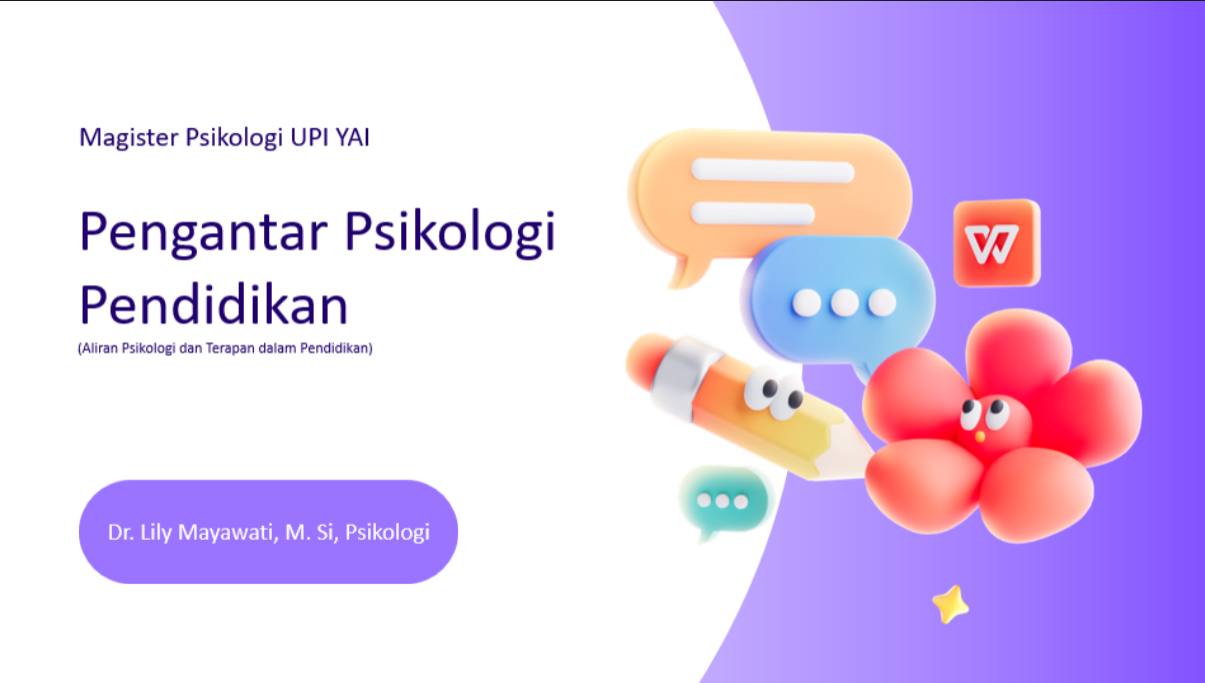 Magister Psikologi UPI YAI
Pengantar Psikologi
Pendidikan
(Aliran Psikologi dan Terapan dalam Pendidikan)
Dr. Lily Mayawati, M. Si, Psikologi